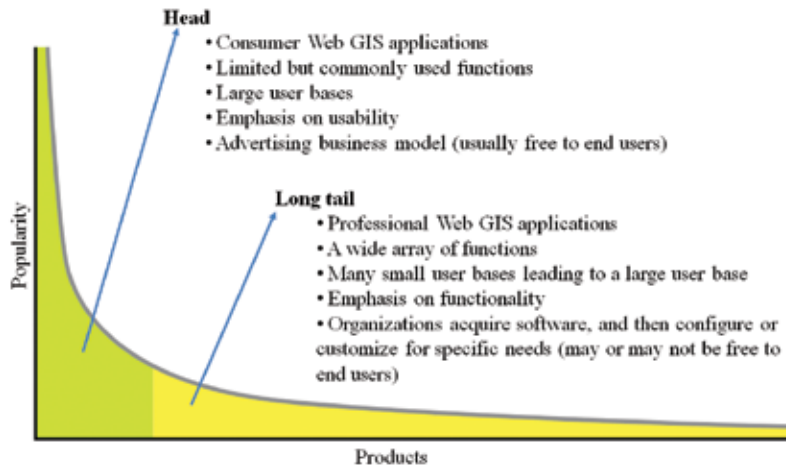 Head
• Consumer Web GIS applications
• Limited but commonly used functions
• Large user bases
• Emphasis on usability
• Advertising business model (usually free to end users)
Long tail
• Professional Web GIS applications
• A wide array of functions
• Many small user bases leading to a large user base
• Emphasis on functionality
• Organizations acquire software, and then configure or
customize for specific needs (may or may not be free to
end users)
Popularity
Products